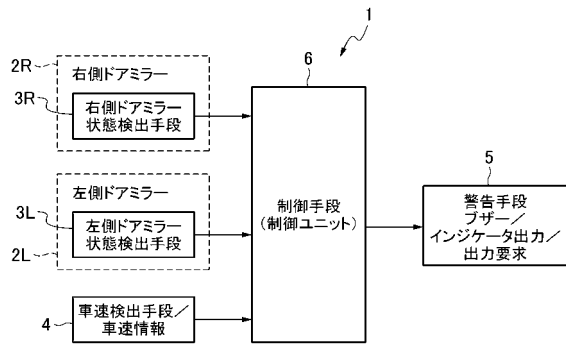 1
6
2R
右側ドアミラー
3R
右側ドアミラー
状態検出手段
左側ドアミラー
3L
左側ドアミラー
状態検出手段
2L
制御手段
(制御ユニット)
5
警告手段
ブザー/
インジケータ出力/
出力要求
4
車速検出手段/
車速情報